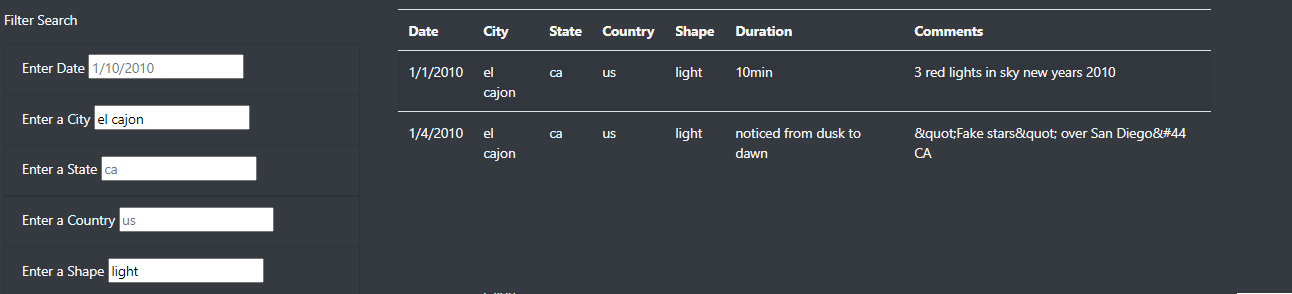 Filter Search
Enter Date 1/10/2010
Enter a City el cajon
Enter a State ca
Enter a Country us
Enter a Shape light
Date City State Country Shape Duration Comments
1/1/2010 el ca us light 10min 3 red lights in sky new years 2010
cajon
1/4/2010 el ca us light noticed from dusk to &quot;Fake stars&quot; over San Diego&#44
cajon dawn CA